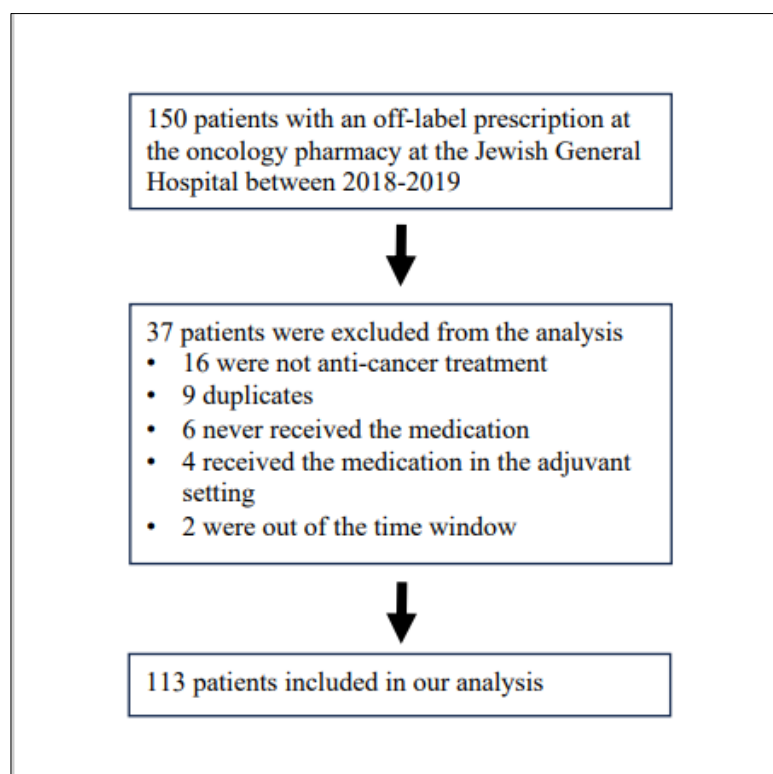 150 patients with an off-label prescription at
the oncology pharmacy at the Jewish General
Hospital between 2018-2019
37 patients were excluded from the analysis
• 16 were not anti-cancer treatment
• 9 duplicates
• 6 never received the medication
• 4 received the medication in the adjuvant
setting
• 2 were out of the time window
113 patients included in our analysis